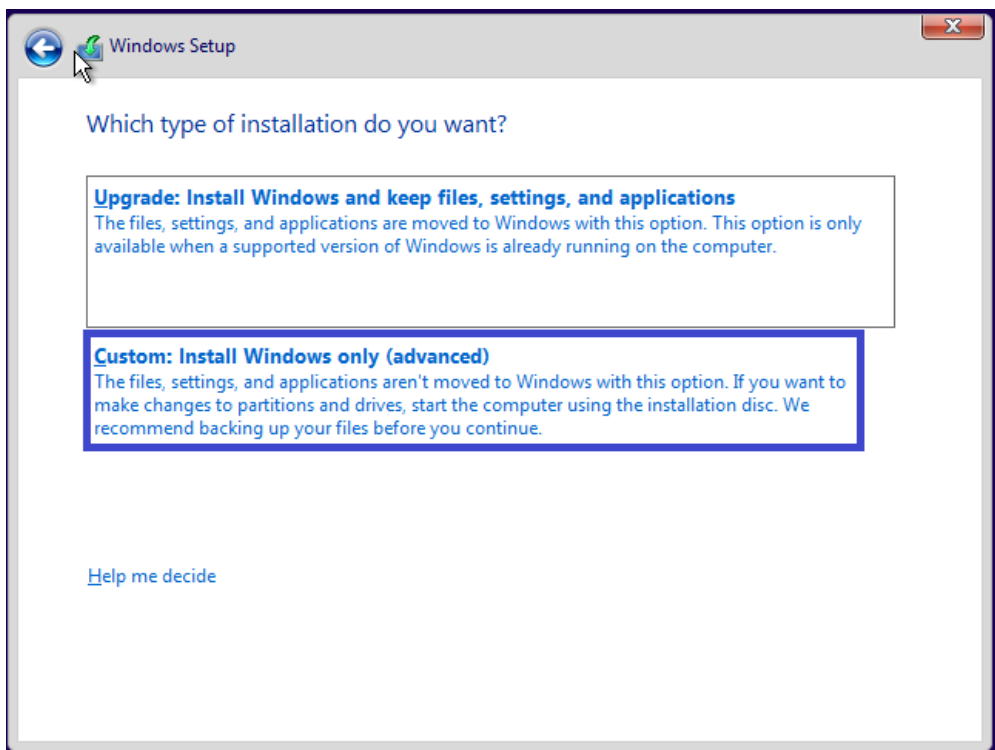 Windows Setup
Which type of installation do you want?
Upgrade: Install Windows and keep files, settings, and applications
The files, settings, and applications are moved to Windows with this option. This option is only
available when a supported version of Windows is already running on the computer.
Custom: Install Windows only (advanced)
The files, settings, and applications aren't moved to Windows with this option. If you want to
make changes to partitions and drives, start the computer using the installation disc. We
recommend backing up your files before you continue.
Help me decide